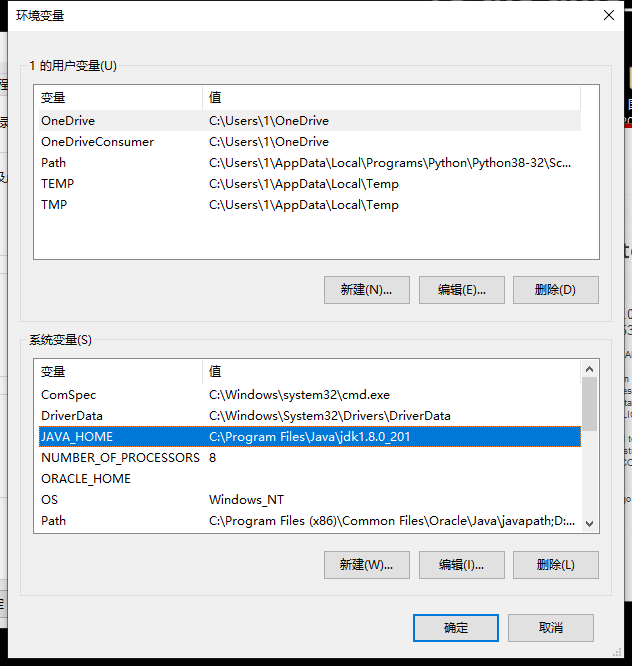 环境变量
1 的用户变量(U)
变量 值
OneDrive C:\Users\1\OneDrive
OneDriveConsumer C:\Users\1\OneDrive
Path C:\Users\1\AppData\Local\Programs\Python\Python38-32\Sc...
TEMP C:\Users\1\AppData\Local\Temp
TMP C:\Users\1\AppData\Local\Temp
新建(N)... 编辑(E)... 删除(D)
系统变量(S)
变量 值
ComSpec C:\Windows\system32\cmd.exe
DriverData C:\Windows\System32\Drivers\DriverData
JAVA_HOME C:\Program Files\Java\jdk1.8.0_201
NUMBER_OF_PROCESSORS 8
ORACLE_HOME
OS Windows_NT
Path C:\Program Files (x86)\Common Files\Oracle\Java\javapath;D:...
新建(W)... 编辑(I)... 删除(L)
确定 取消